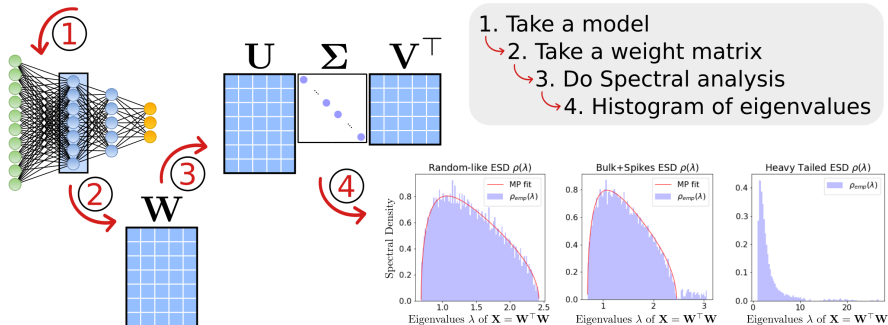 1
2
3
4
W
U
Σ
V⊤
1. Take a model
2. Take a weight matrix
3. Do Spectral analysis
4. Histogram of eigenvalues
Random-like ESD ρ(λ)
MP fit
ρemp(λ)
Spectral Density
0.8
0.6
0.4
0.2
0.0
1.0 1.5 2.0 2.5
Eigenvalues λ of X = W⊤W
Bulk+Spikes ESD ρ(λ)
MP fit
ρemp(λ)
0.8
0.6
0.4
0.2
0.0
1 2 3
Eigenvalues λ of X = W⊤W
Heavy Tailed ESD ρ(λ)
ρemp(λ)
0.4
0.3
0.2
0.1
0.0
0 10 20
Eigenvalues λ of X = W⊤W